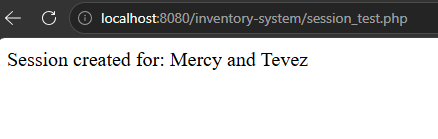 localhost:8080/inventory-system/session_test.php
Session created for: Mercy and Tevez